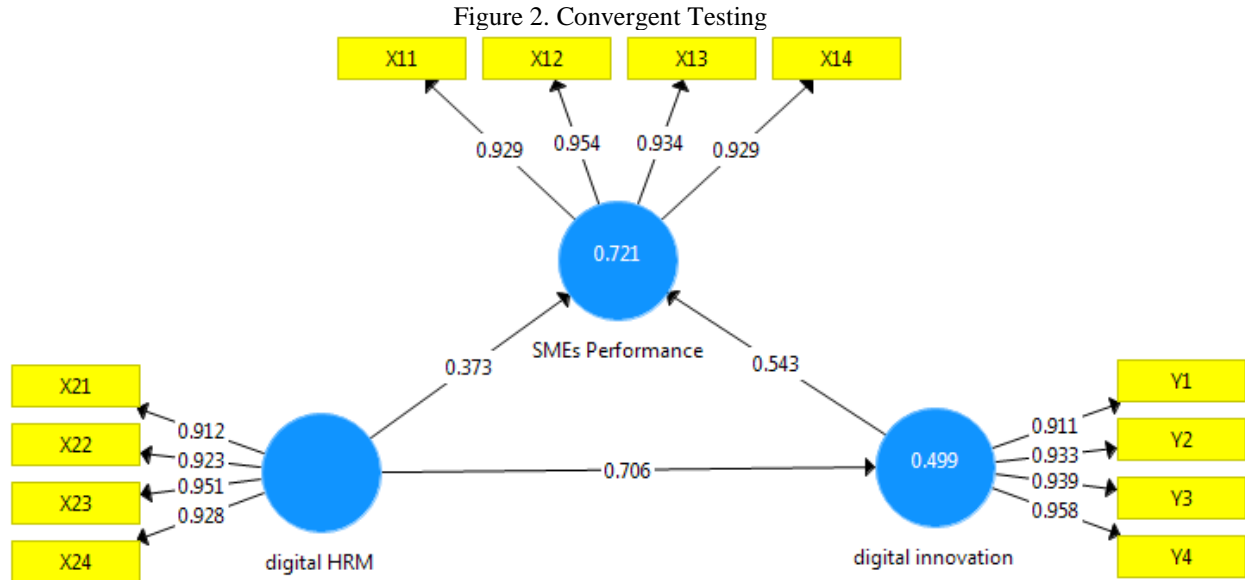 Figure 2. Convergent Testing
X11 X12 X13 X14
0.929 0.954 0.934 0.929
0.721
SMEs Performance
0.373 0.543
X21
X22
X23
X24
0.912
0.923
0.951
0.928
digital HRM
0.706
0.499
digital innovation
0.911
0.933
0.939
0.958
Y1
Y2
Y3
Y4